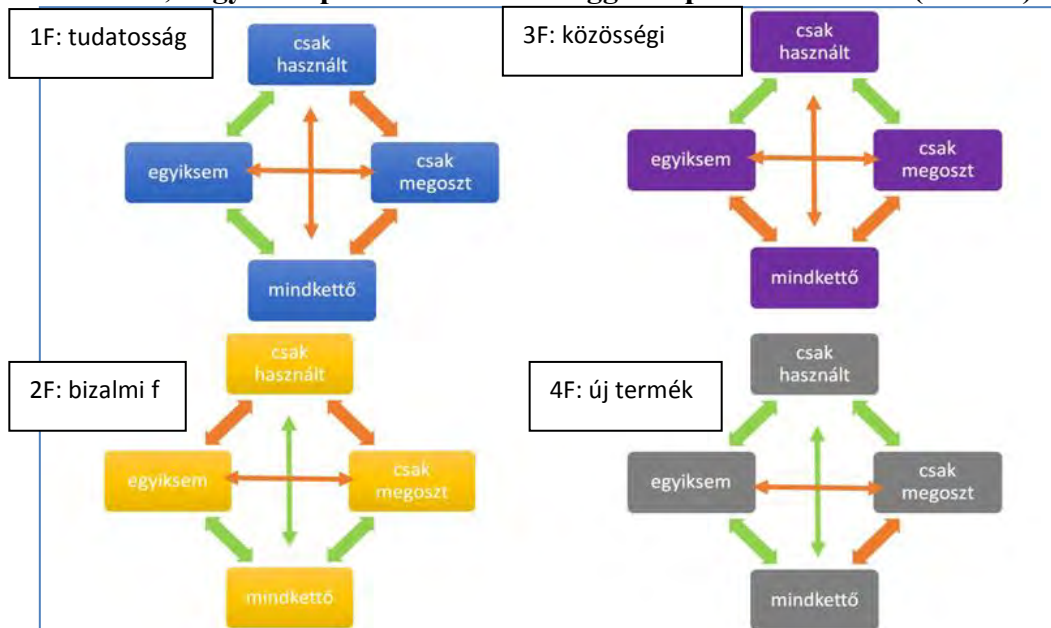 1F: tudatosság
csak
használt
egyiksem
csak
megoszt
mindkettő
3F: közösségi
csak
használt
egyiksem
csak
megoszt
mindkettő
2F: bizalmi f
csak
használt
egyiksem
csak
megoszt
mindkettő
4F: új termék
csak
használt
egyiksem
csak
megoszt
mindkettő